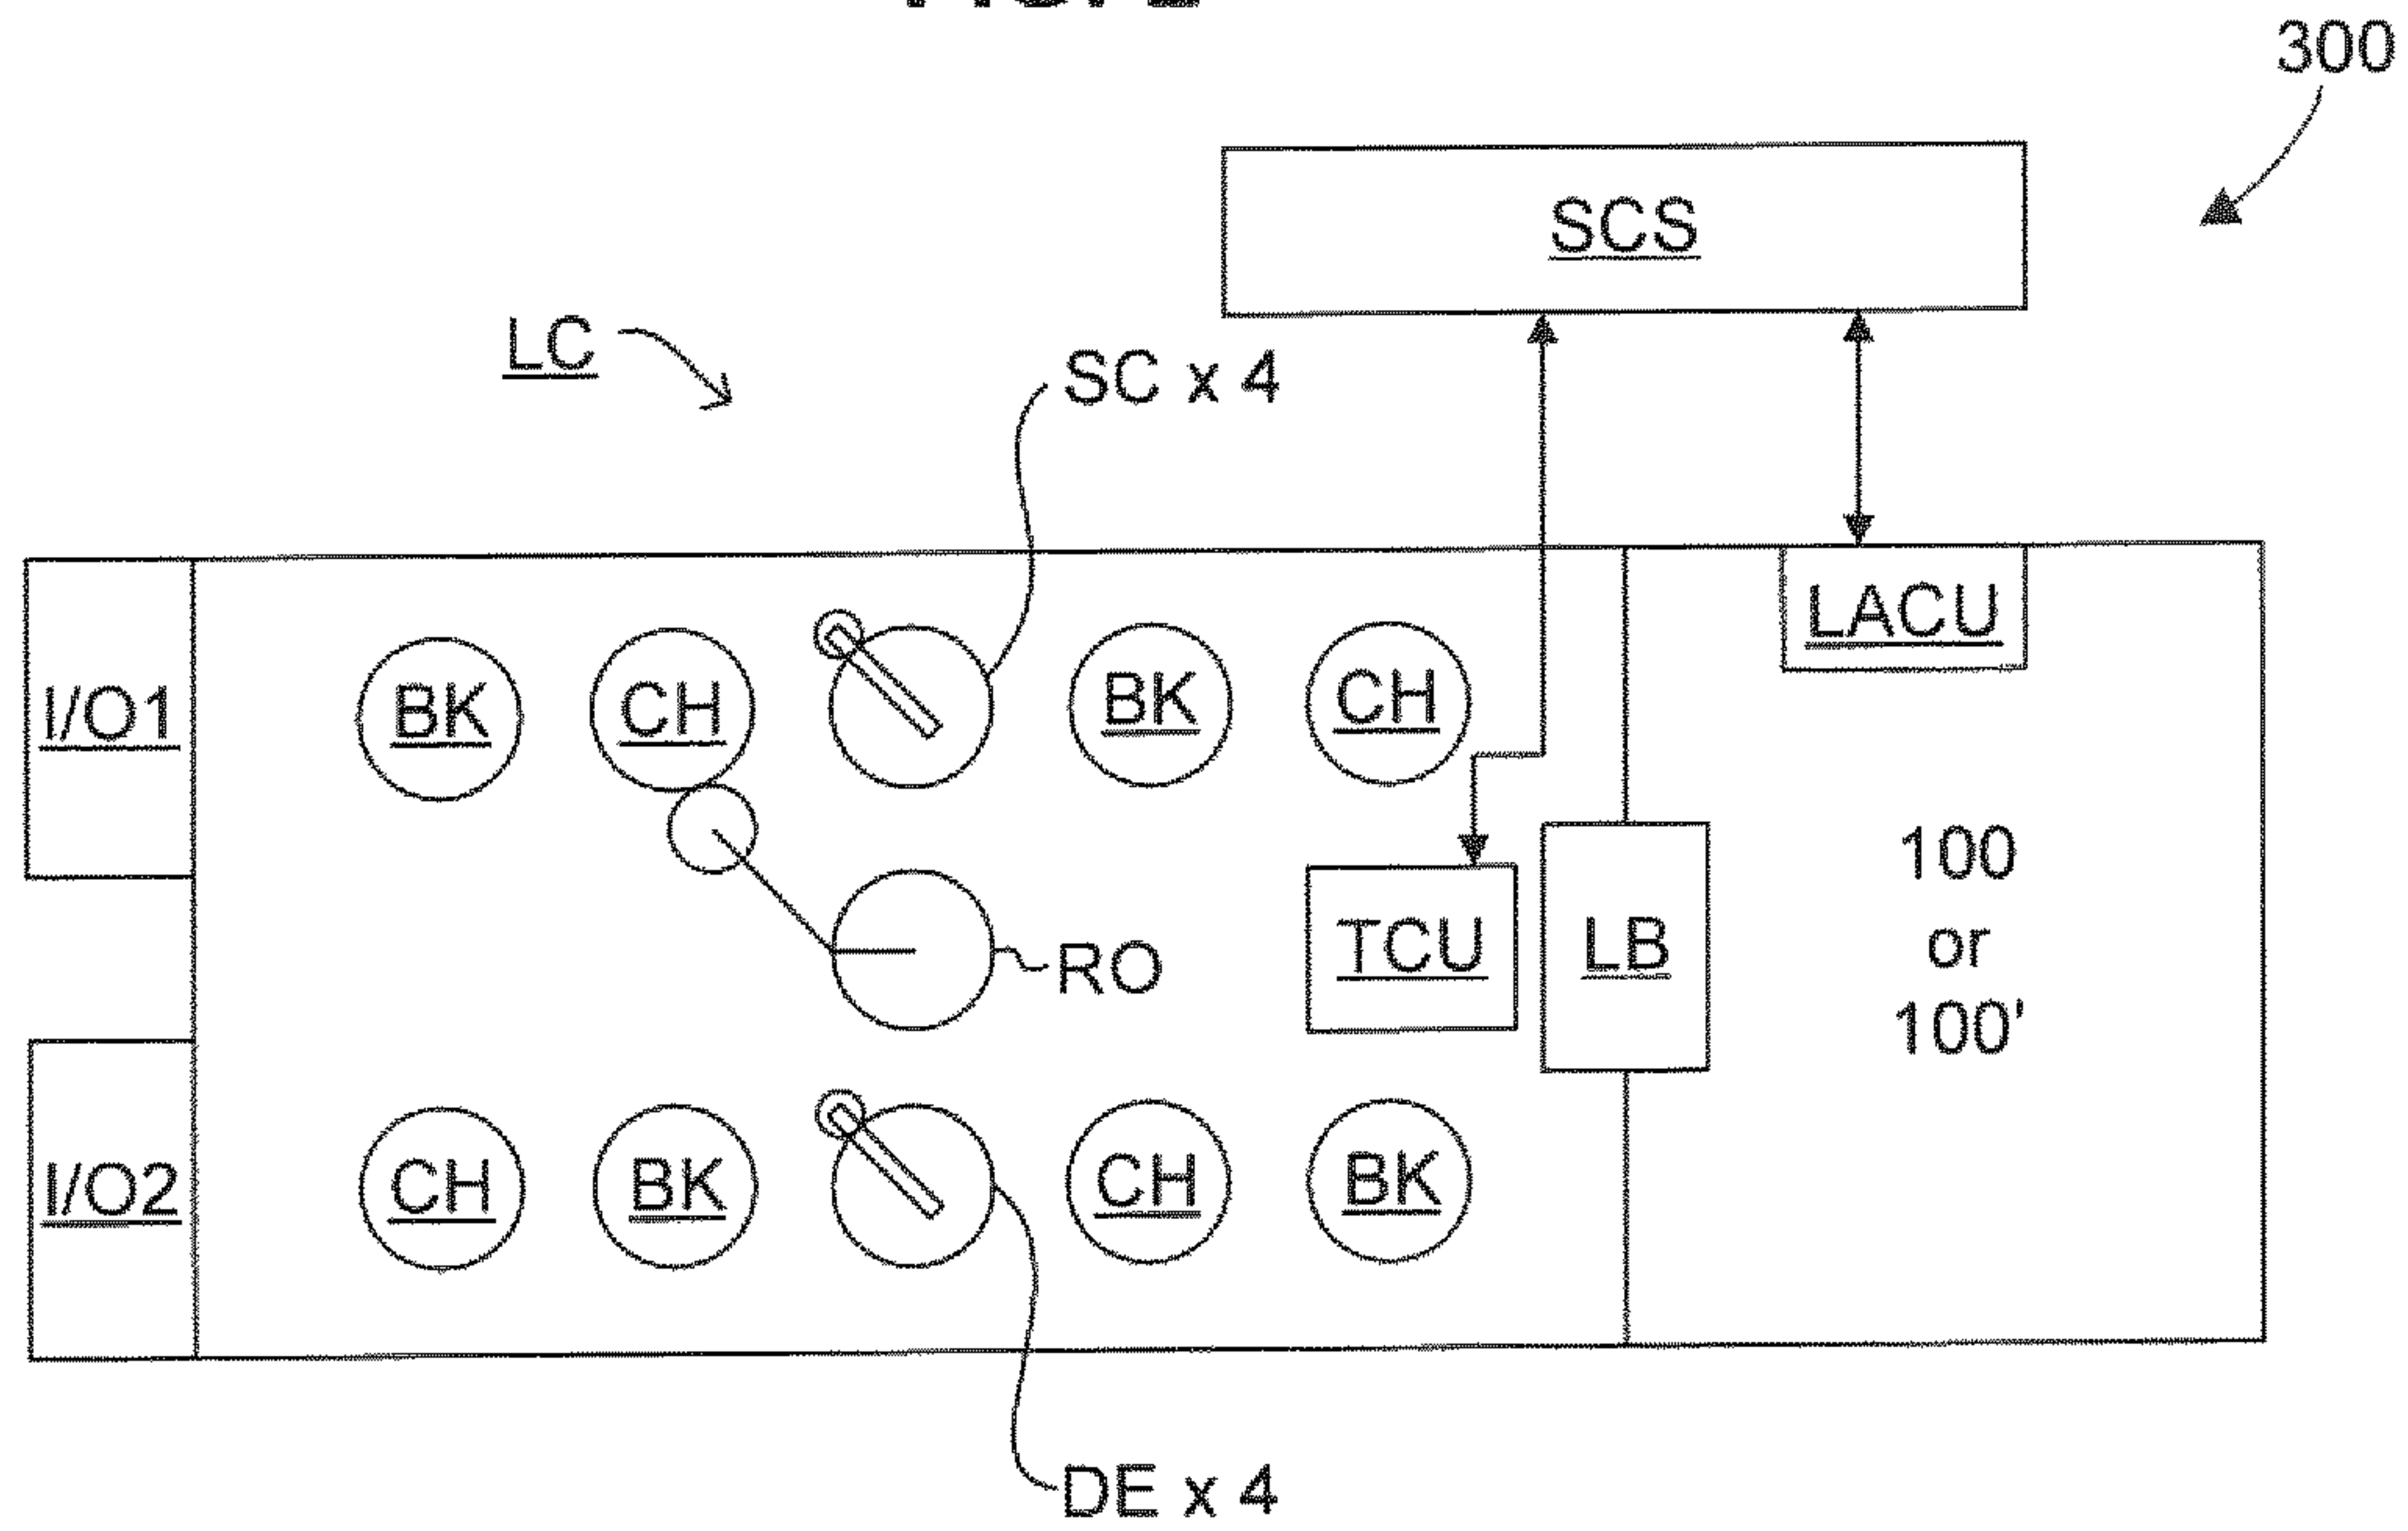 300
SCS
LC
SC x 4
LACU
I/O1
BK
CH
BK
CH
100
or
100'
TCU
LB
RO
I/O2
CH
BK
CH
BK
DE x 4